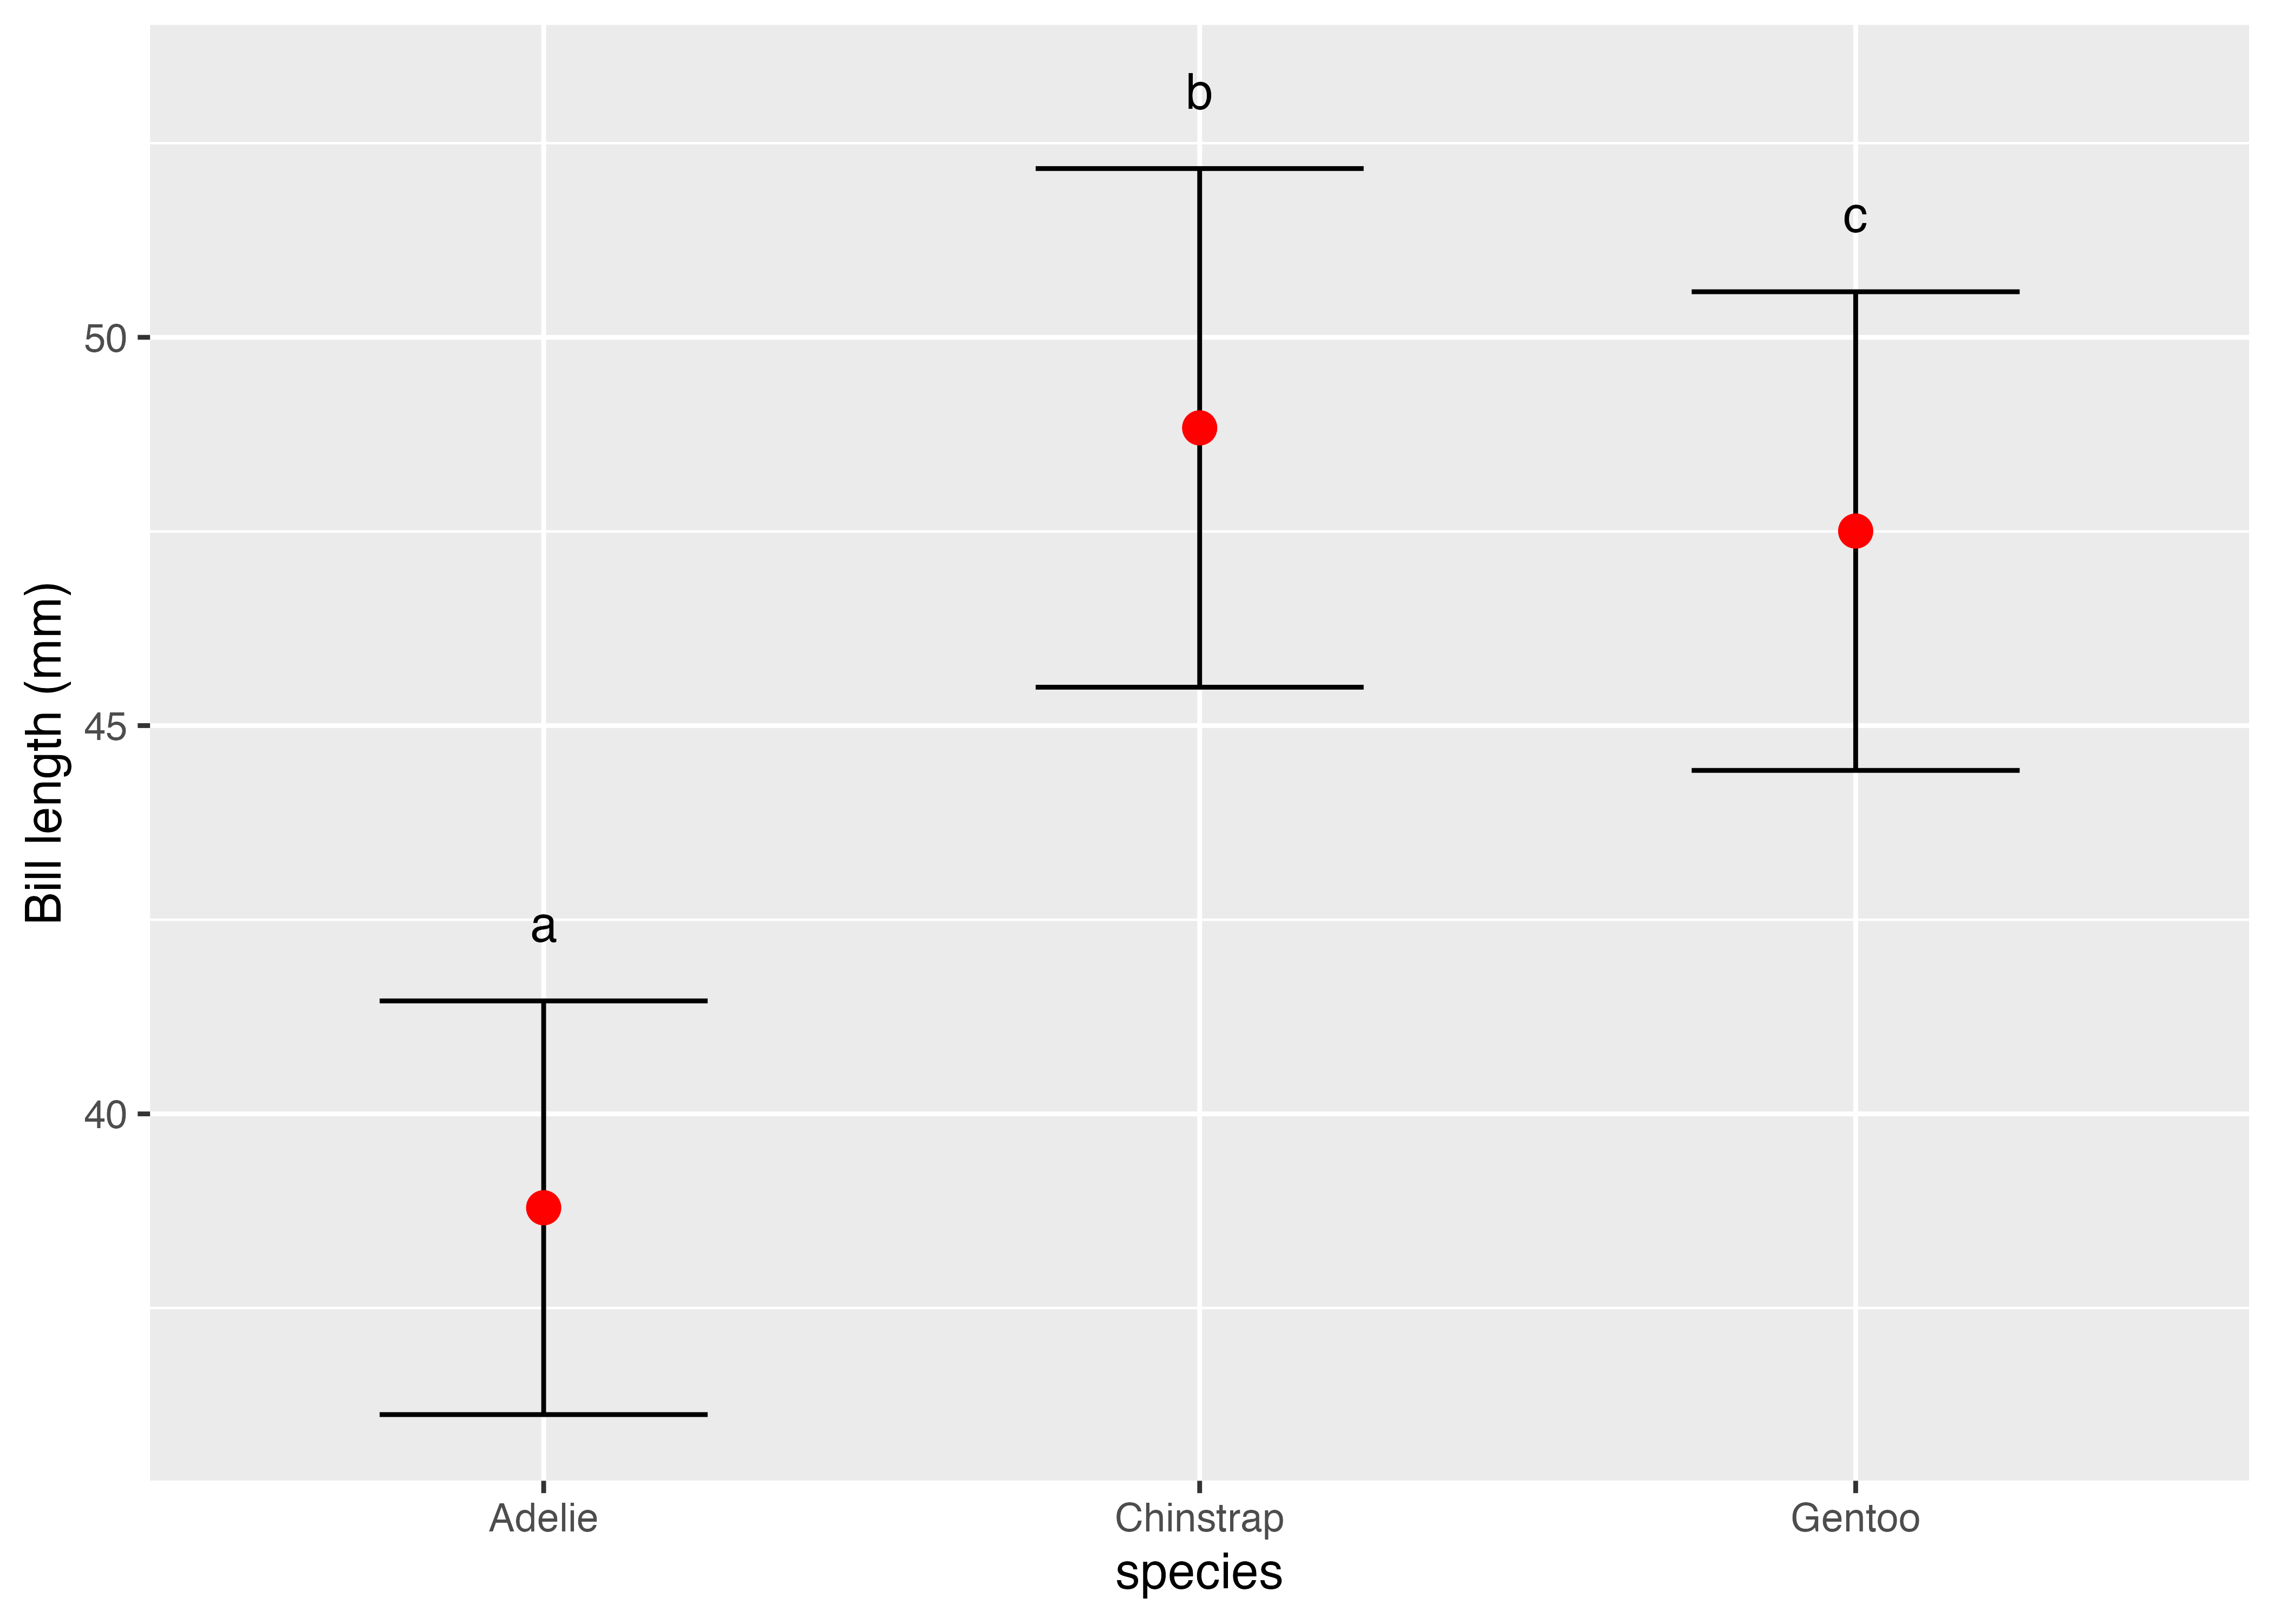 b
c
50
Bill length (mm)
45
a
40
Adelie Chinstrap Gentoo
species